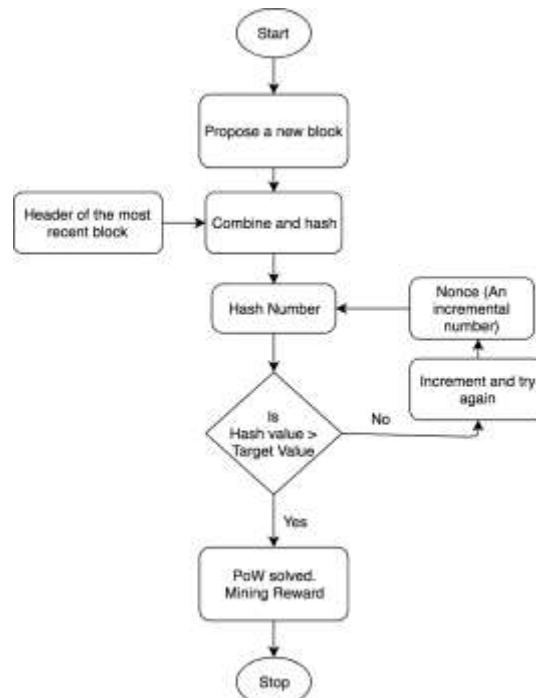 Start
Propose a new block
Header of the most
recent block
Combine and hash
Hash Number
Nonce (An
incremental
number)
Increment and try
again
Is
Hash value >
Target Value
No
Yes
PoW solved.
Mining Reward
Stop